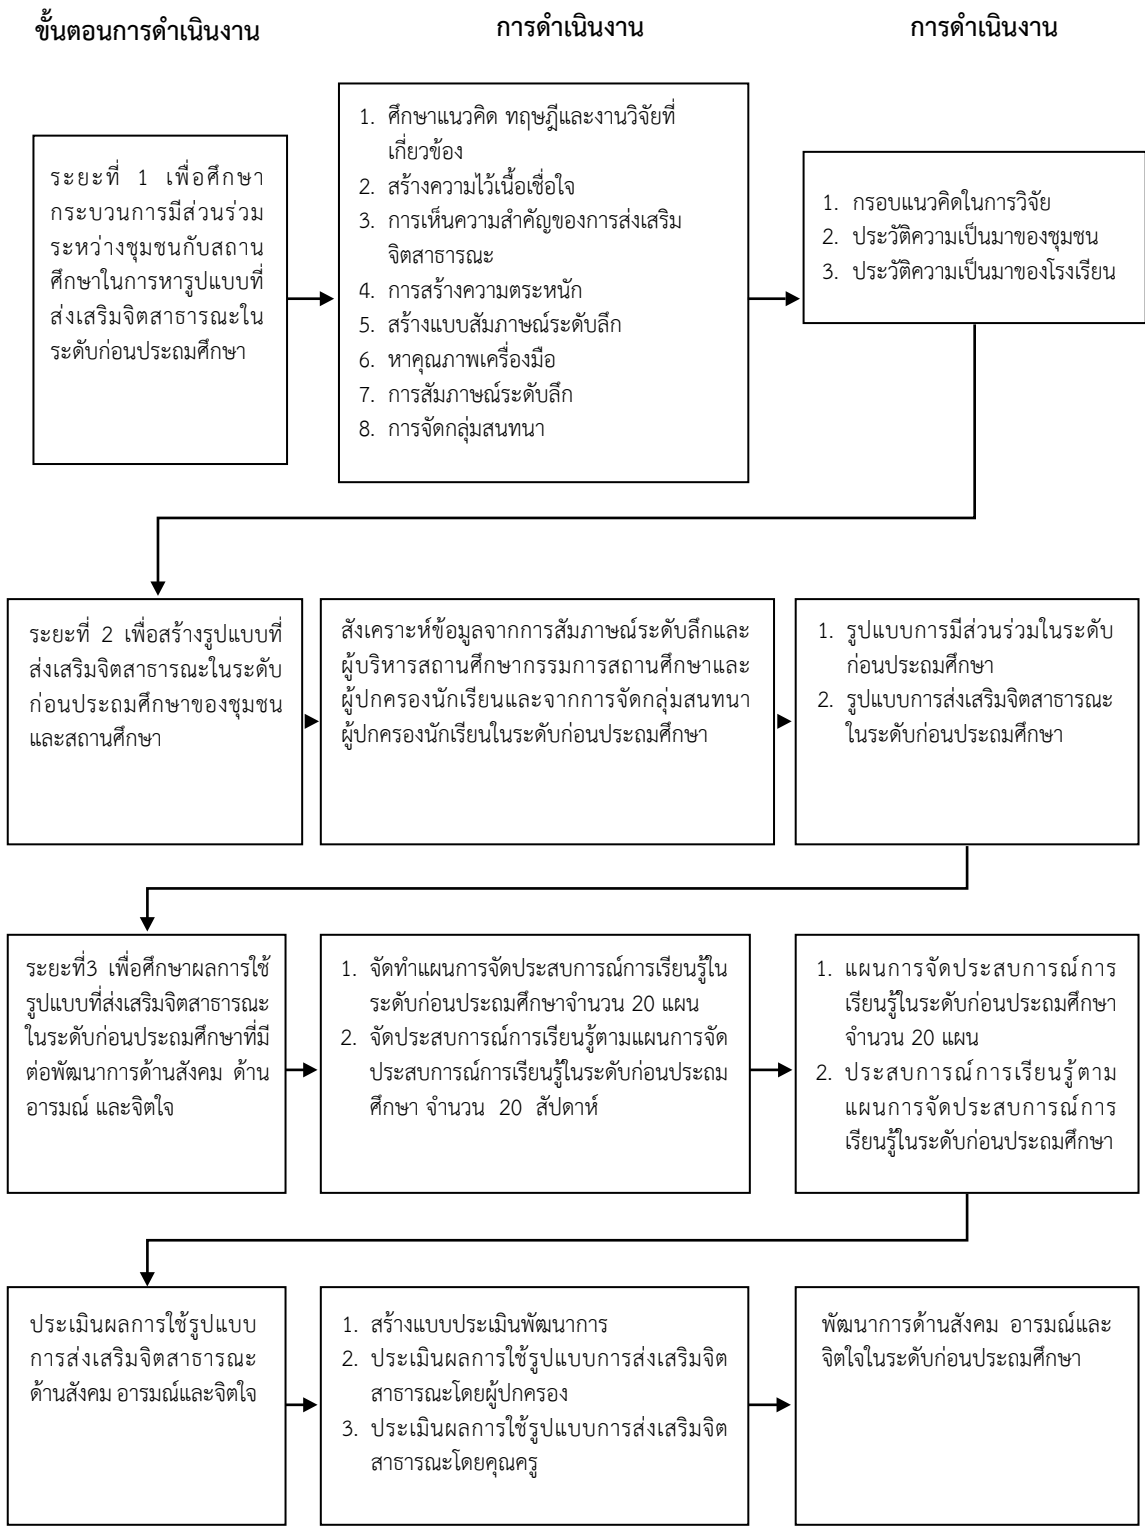 ขั้นตอนการดำเนินงาน
การดำเนินงาน
การดำเนินงาน
ระยะที่ 1 เพื่อศึกษา
กระบวนการมีส่วนร่วม
ระหว่างชุมชนกับสถาน
ศึกษาในการหารูปแบบที่
ส่งเสริมจิตสาธารณะใน
ระดับก่อนประถมศึกษา
1. ศึกษาแนวคิด ทฤษฎีและงานวิจัยที่
เกี่ยวข้อง
2. สร้างความไว้เนื้อเชื่อใจ
3. การเห็นความสำคัญของการส่งเสริม
จิตสาธารณะ
4. การสร้างความตระหนัก
5. สร้างแบบสัมภาษณ์ระดับลึก
6. หาคุณภาพเครื่องมือ
7. การสัมภาษณ์ระดับลึก
8. การจัดกลุ่มสนทนา
1. กรอบแนวคิดในการวิจัย
2. ประวัติความเป็นมาของชุมชน
3. ประวัติความเป็นมาของโรงเรียน
ระยะที่ 2 เพื่อสร้างรูปแบบที่
ส่งเสริมจิตสาธารณะในระดับ
ก่อนประถมศึกษาของชุมชน
และสถานศึกษา
สังเคราะห์ข้อมูลจากการสัมภาษณ์ระดับลึกและ
ผู้บริหารสถานศึกษากรรมการสถานศึกษาและ
ผู้ปกครองนักเรียนและจากการจัดกลุ่มสนทนา
ผู้ปกครองนักเรียนในระดับก่อนประถมศึกษา
1. รูปแบบการมีส่วนร่วมในระดับ
ก่อนประถมศึกษา
2. รูปแบบการส่งเสริมจิตสาธารณะ
ในระดับก่อนประถมศึกษา
ระยะที่3 เพื่อศึกษาผลการใช้
รูปแบบที่ส่งเสริมจิตสาธารณะ
ในระดับก่อนประถมศึกษาที่มี
ต่อพัฒนาการด้านสังคม ด้าน
อารมณ์ และจิตใจ
1. จัดทำแผนการจัดประสบการณ์การเรียนรู้ใน
ระดับก่อนประถมศึกษาจำนวน 20 แผน
2. จัดประสบการณ์การเรียนรู้ตามแผนการจัด
ประสบการณ์การเรียนรู้ในระดับก่อนประถม
ศึกษา จำนวน 20 สัปดาห์
1. แผนการจัดประสบการณ์การ
เรียนรู้ในระดับก่อนประถมศึกษา
จำนวน 20 แผน
2. ประสบการณ์การเรียนรู้ตาม
แผนการจัดประสบการณ์การ
เรียนรู้ในระดับก่อนประถมศึกษา
ประเมินผลการใช้รูปแบบ
การส่งเสริมจิตสาธารณะ
ด้านสังคม อารมณ์และจิตใจ
1. สร้างแบบประเมินพัฒนาการ
2. ประเมินผลการใช้รูปแบบการส่งเสริมจิต
สาธารณะโดยผู้ปกครอง
3. ประเมินผลการใช้รูปแบบการส่งเสริมจิต
สาธารณะโดยคุณครู
พัฒนาการด้านสังคม อารมณ์และ
จิตใจในระดับก่อนประถมศึกษา